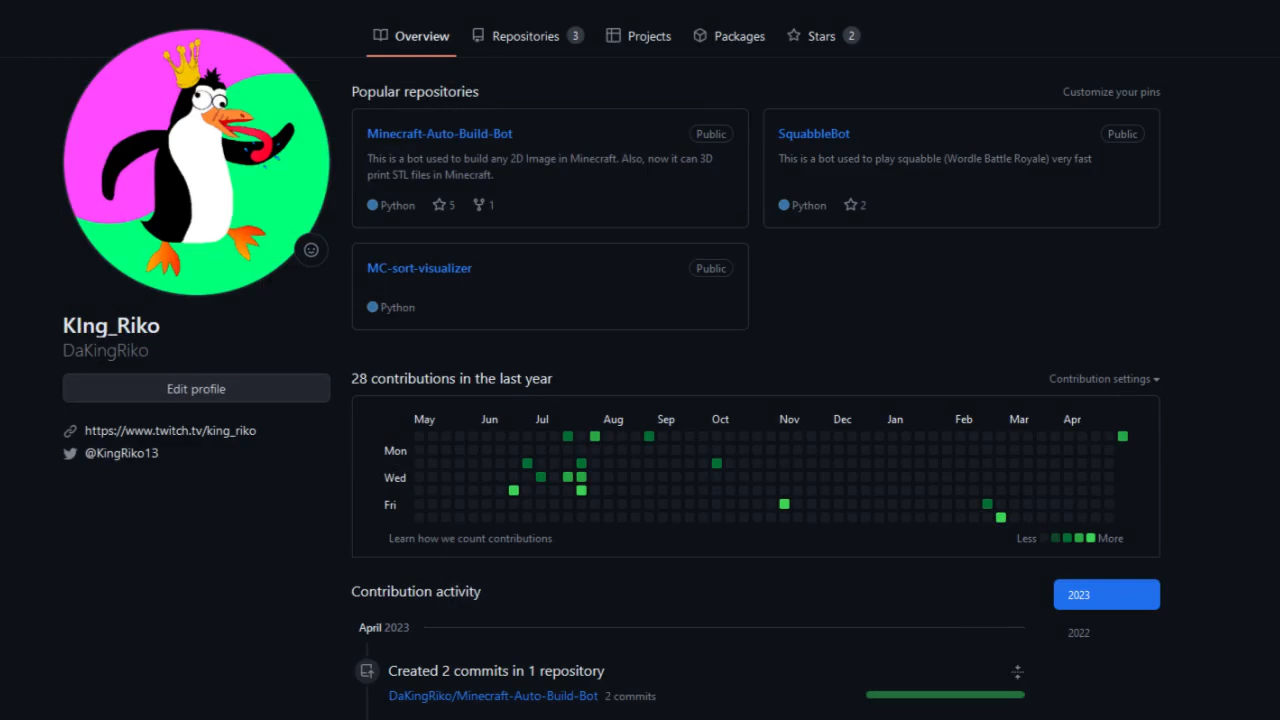 Overview Repositories 3 Projects Packages Stars 2
KIng_Riko
DaKingRiko
Edit profile
https://www.twitch.tv/king_riko
@KingRiko13
Popular repositories Customize your pins
Minecraft-Auto-Build-Bot Public
This is a bot used to build any 2D Image in Minecraft. Also, now it can 3D
print STL files in Minecraft.
Python 5 1
SquabbleBot Public
This is a bot used to play squabble (Wordle Battle Royale) very fast
Python 2
MC-sort-visualizer Public
Python
28 contributions in the last year Contribution settings
May Jun Jul Aug Sep Oct Nov Dec Jan Feb Mar Apr
Mon
Wed
Fri
Learn how we count contributions Less More
Contribution activity
2023
2022
April 2023
Created 2 commits in 1 repository
DaKingRiko/Minecraft-Auto-Build-Bot 2 commits